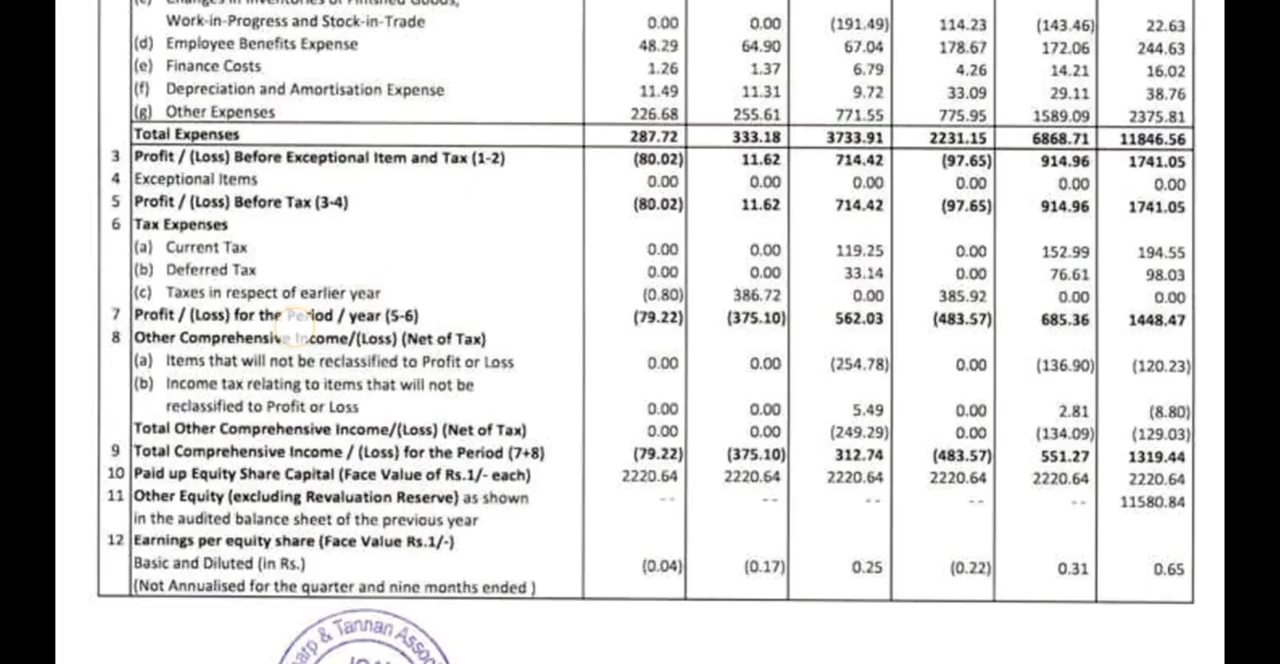 (c) Changes in Inventories of Finished Goods,
Work-in-Progress and Stock-in-Trade 0.00 0.00 (191.49) 114.23 (143.46) 22.63
(d) Employee Benefits Expense 48.29 64.90 67.04 178.67 172.06 244.63
(e) Finance Costs 1.26 1.37 6.79 4.26 14.21 16.02
(f) Depreciation and Amortisation Expense 11.49 11.31 9.72 33.09 29.11 38.76
(g) Other Expenses 226.68 255.61 771.55 775.95 1589.09 2375.81
Total Expenses 287.72 333.18 3733.91 2231.15 6868.71 11846.56
3 Profit / (Loss) Before Exceptional Item and Tax (1-2) (80.02) 11.62 714.42 (97.65) 914.96 1741.05
4 Exceptional Items 0.00 0.00 0.00 0.00 0.00 0.00
5 Profit / (Loss) Before Tax (3-4) (80.02) 11.62 714.42 (97.65) 914.96 1741.05
6 Tax Expenses
(a) Current Tax 0.00 0.00 119.25 0.00 152.99 194.55
(b) Deferred Tax 0.00 0.00 33.14 0.00 76.61 98.03
(c) Taxes in respect of earlier year (0.80) 386.72 0.00 385.92 0.00 0.00
7 Profit / (Loss) for the Period / year (5-6) (79.22) (375.10) 562.03 (483.57) 685.36 1448.47
8 Other Comprehensive Income/(Loss) (Net of Tax)
(a) Items that will not be reclassified to Profit or Loss 0.00 0.00 (254.78) 0.00 (136.90) (120.23)
(b) Income tax relating to items that will not be
reclassified to Profit or Loss 0.00 0.00 5.49 0.00 2.81 (8.80)
Total Other Comprehensive Income/(Loss) (Net of Tax) 0.00 0.00 (249.29) 0.00 (134.09) (129.03)
9 Total Comprehensive Income / (Loss) for the Period (7+8) (79.22) (375.10) 312.74 (483.57) 551.27 1319.44
10 Paid up Equity Share Capital (Face Value of Rs.1/- each) 2220.64 2220.64 2220.64 2220.64 2220.64 2220.64
11 Other Equity (excluding Revaluation Reserve) as shown -- -- -- -- -- 11580.84
in the audited balance sheet of the previous year
12 Earnings per equity share (Face Value Rs.1/-)
Basic and Diluted (in Rs.) (0.04) (0.17) 0.25 (0.22) 0.31 0.65
(Not Annualised for the quarter and nine months ended )
& Tannan